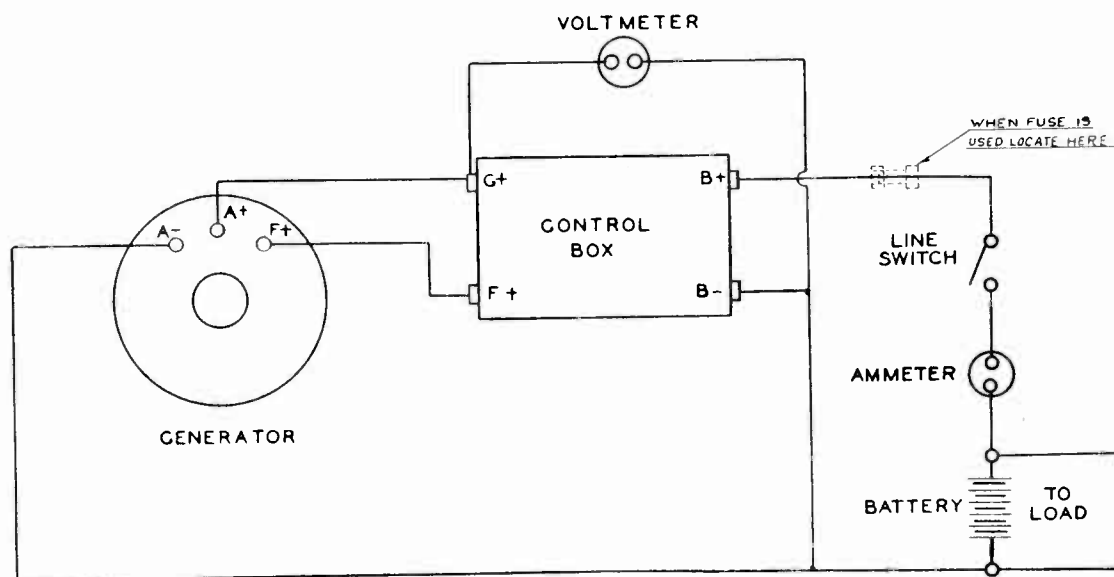 VOLTMETER
WHEN FUSE IS
USED LOCATE HERE
G+
B+
A+
A-
F+
CONTROL
BOX
LINE
SWITCH
F+
B-
AMMETER
GENERATOR
BATTERY
TO
LOAD